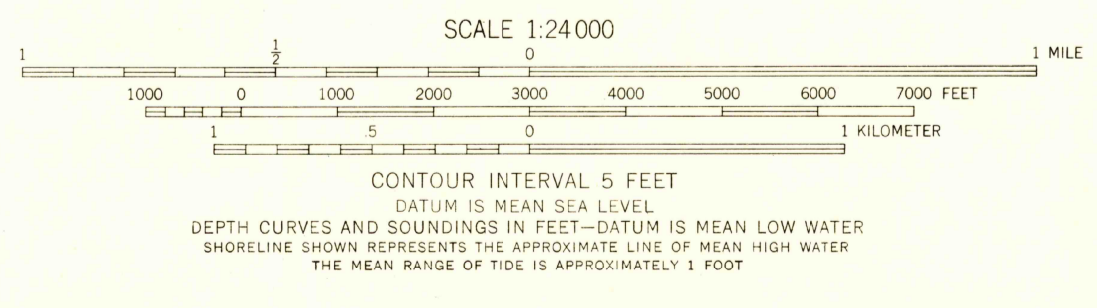 SCALE 1:24 000
1 1/2 0 1 MILE
1000 0 1000 2000 3000 4000 5000 6000 7000 FEET
1 .5 0 1 KILOMETER
CONTOUR INTERVAL 5 FEET
DATUM IS MEAN SEA LEVEL
DEPTH CURVES AND SOUNDINGS IN FEET—DATUM IS MEAN LOW WATER
SHORELINE SHOWN REPRESENTS THE APPROXIMATE LINE OF MEAN HIGH WATER
THE MEAN RANGE OF TIDE IS APPROXIMATELY 1 FOOT